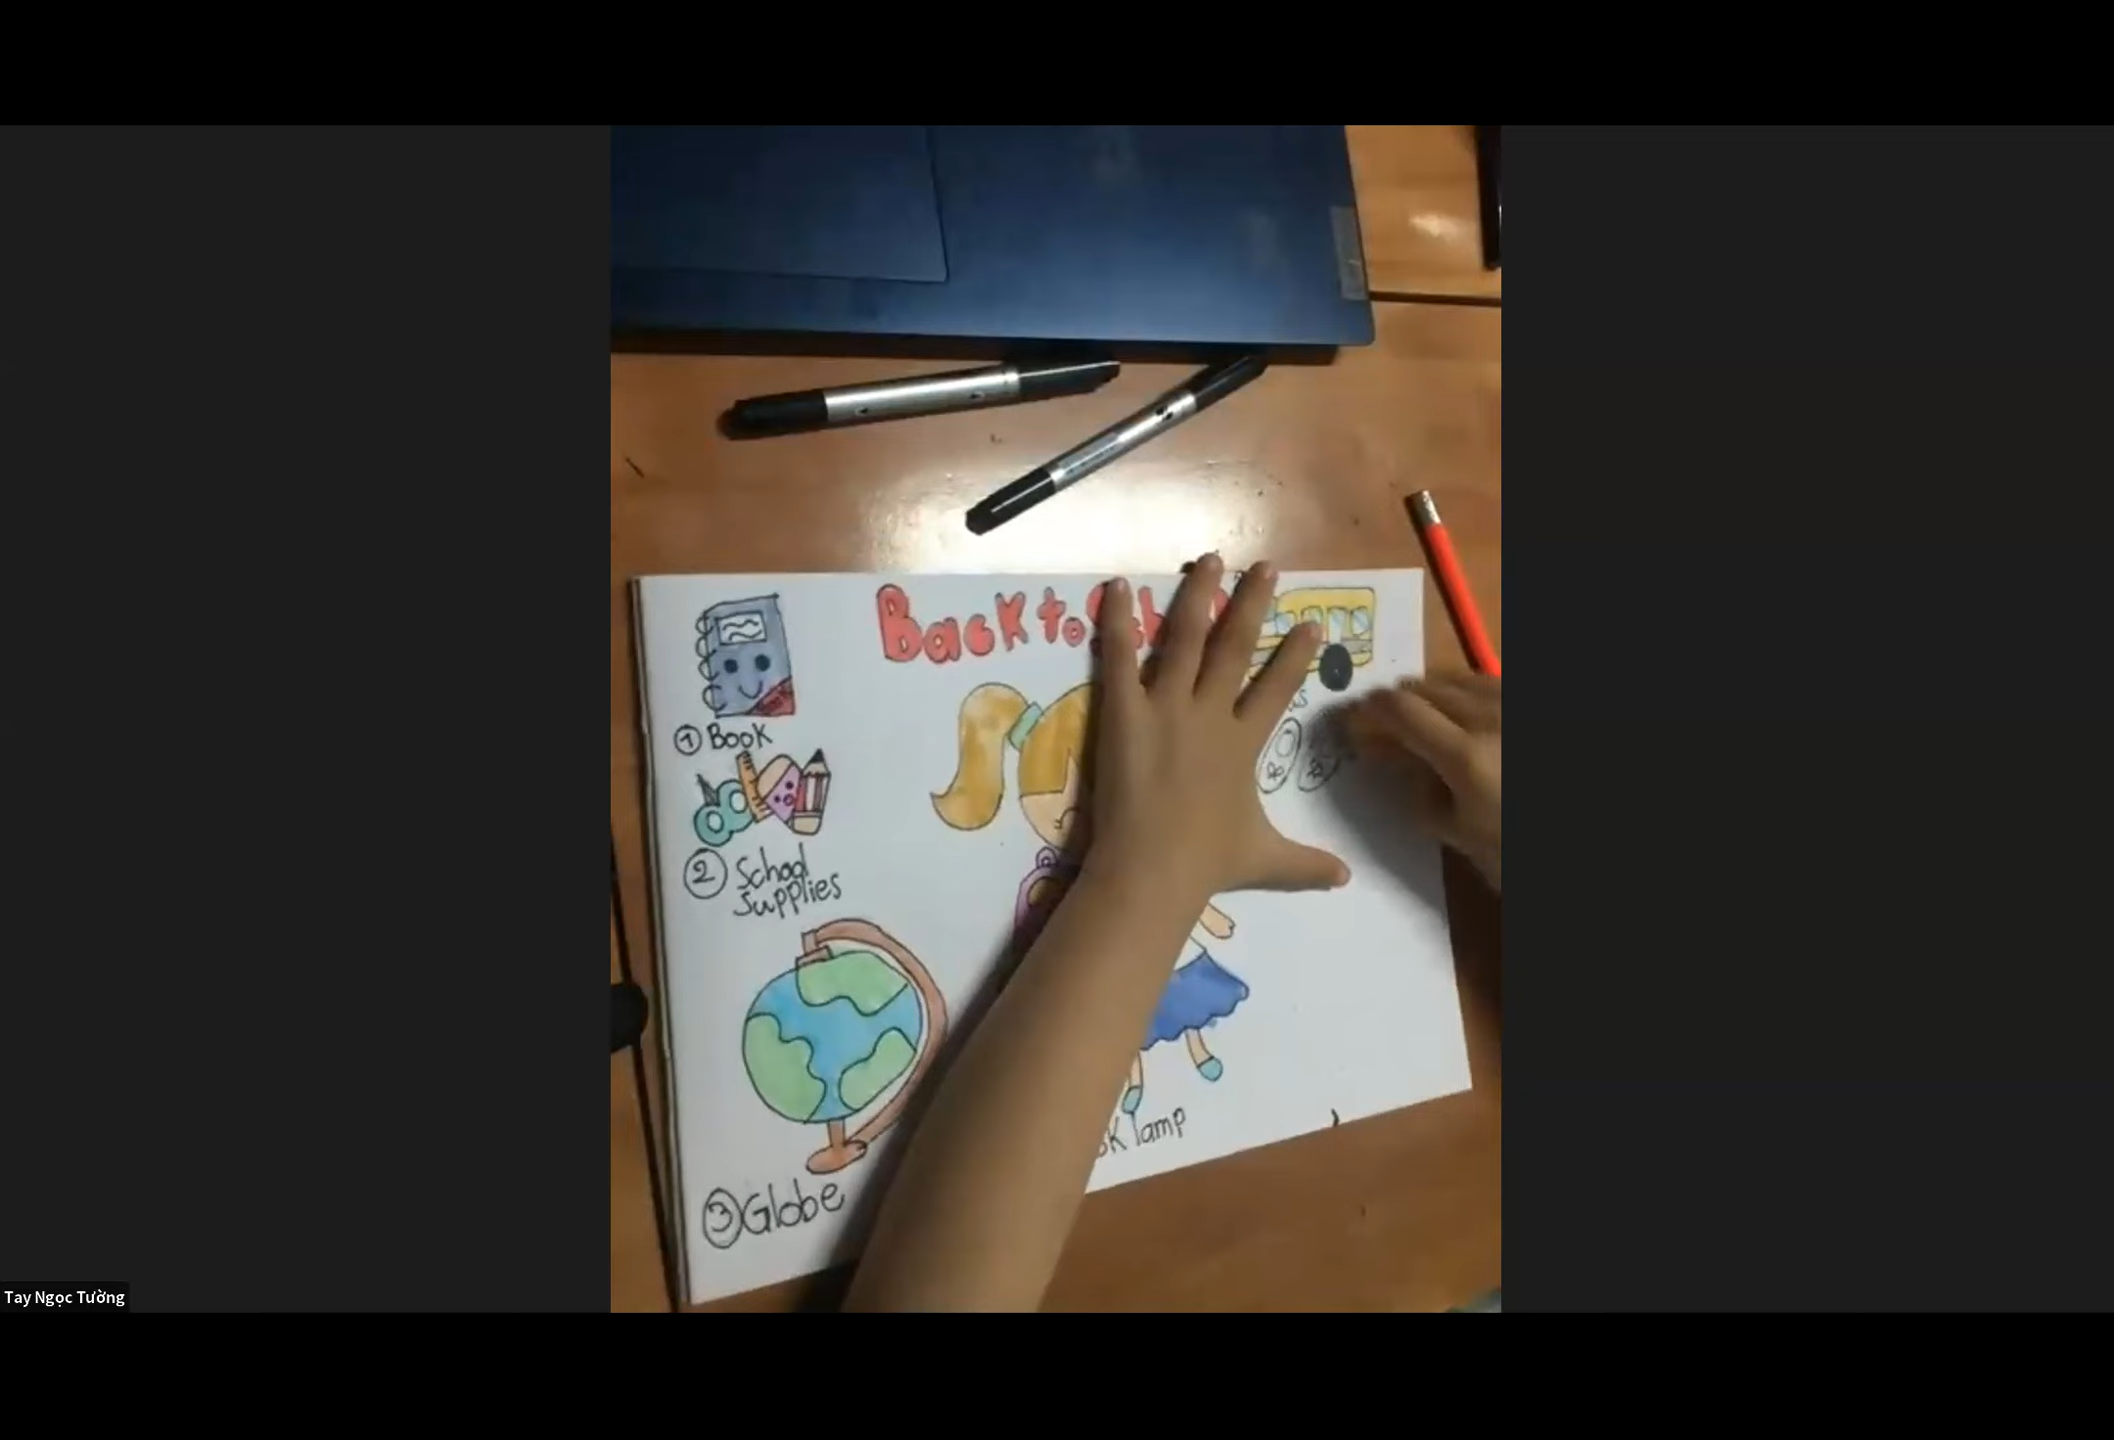 Back to
1 Book
2 School
Supplies
3 Globe
lamp
Tay Ngọc Tường